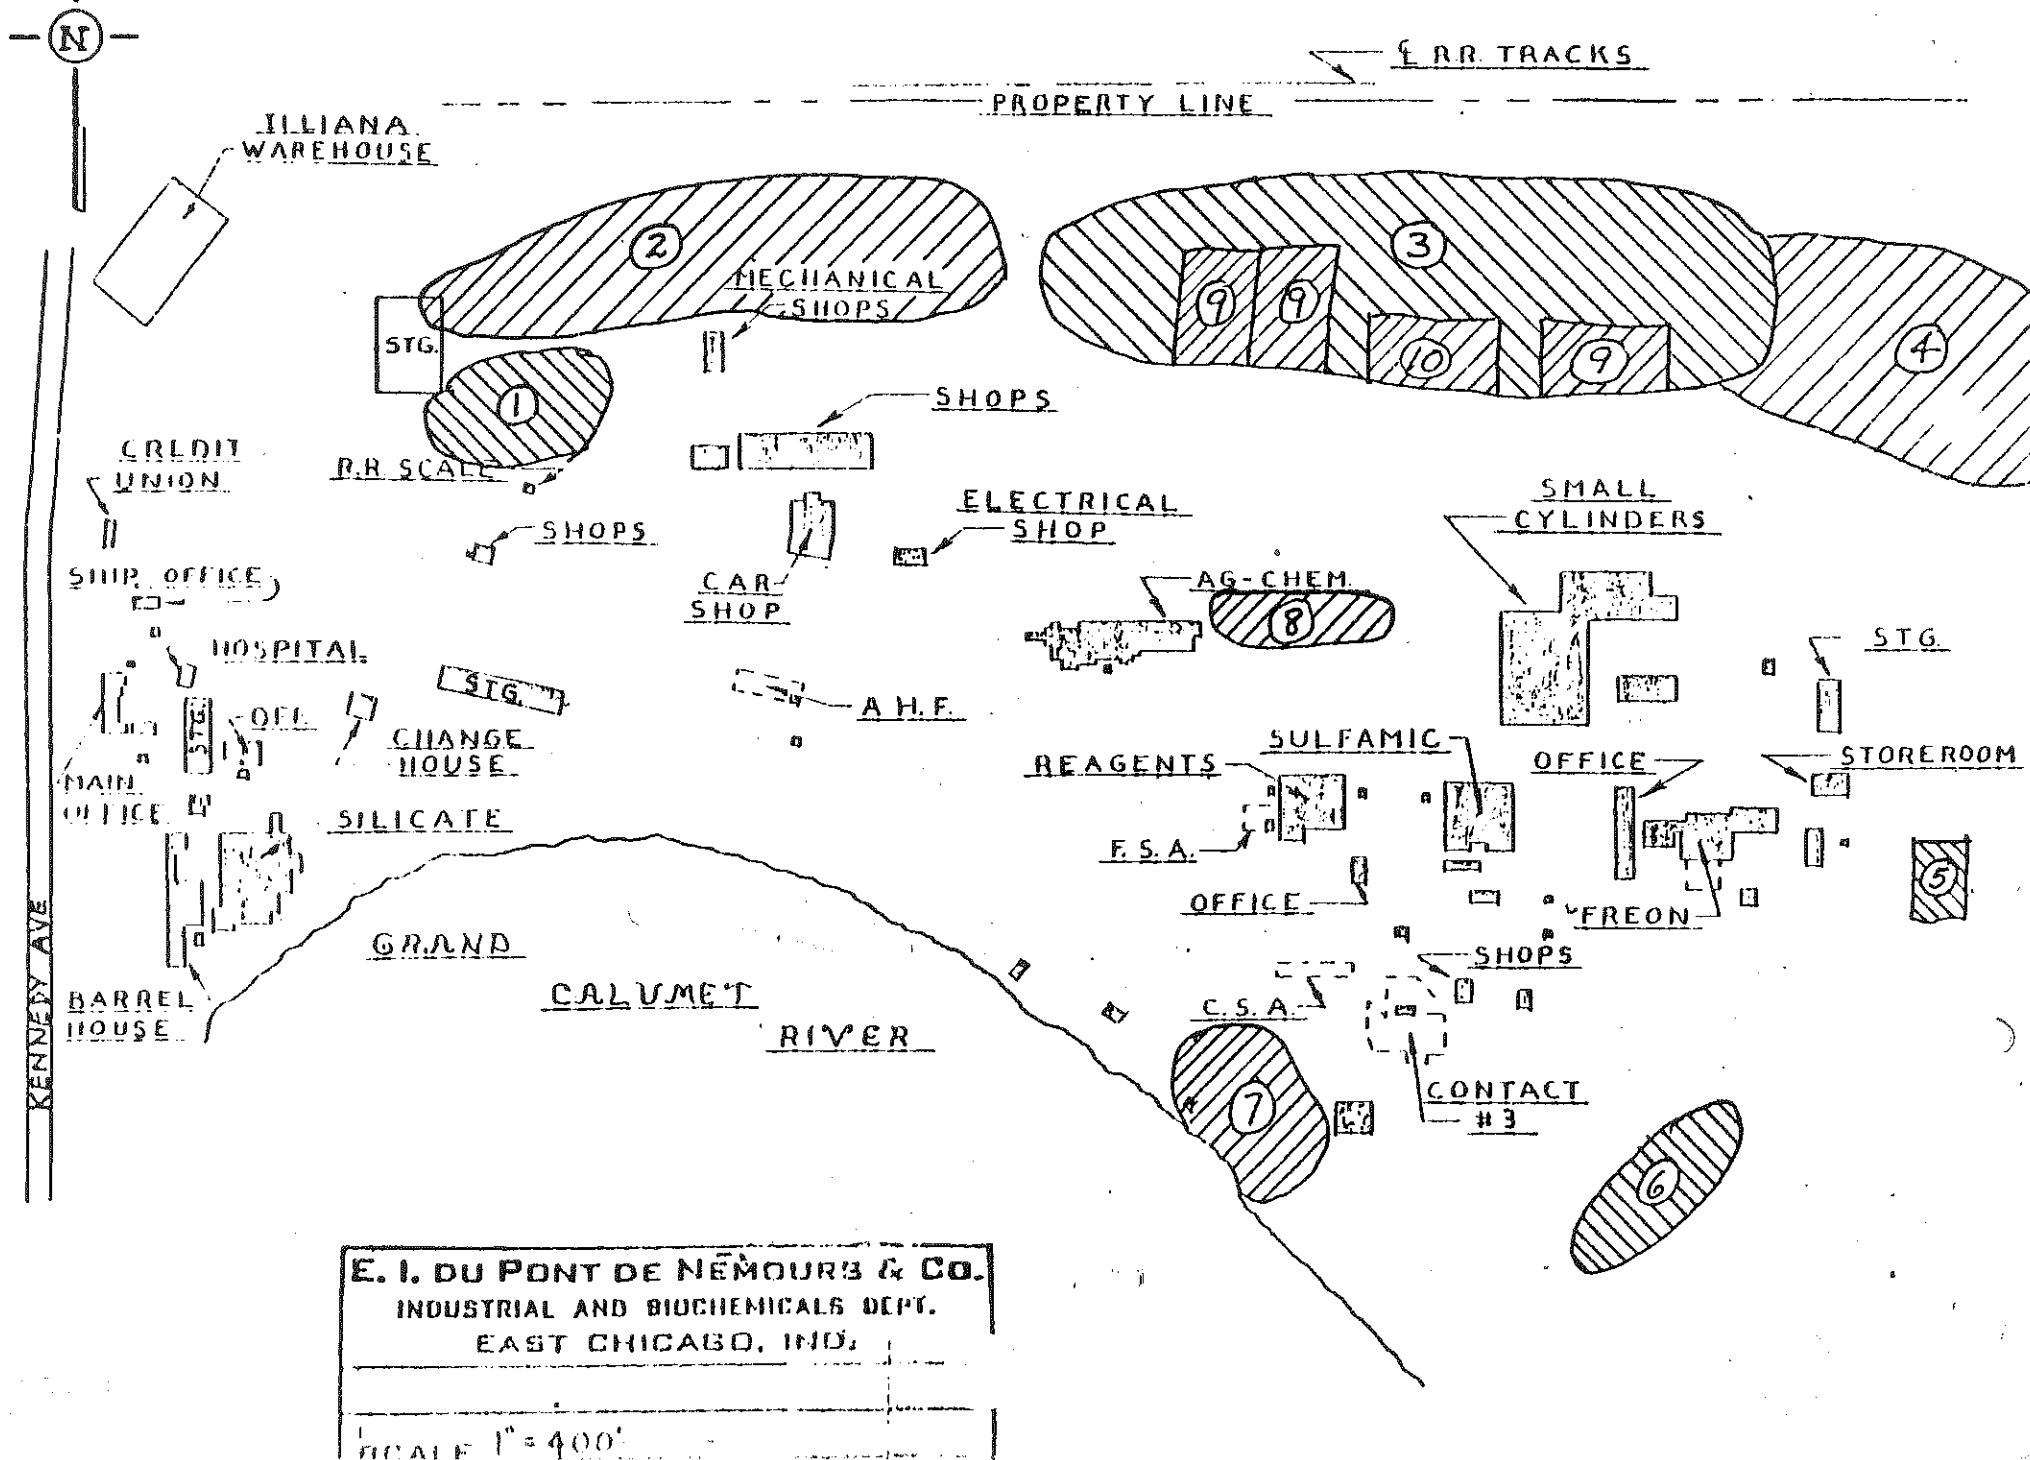 N
℄ R.R. TRACKS
PROPERTY LINE
ILLIANA
WAREHOUSE
2
3
MECHANICAL
SHOPS
9
9
STG.
10
9
4
1
SHOPS
CREDIT
UNION
R.R. SCALE
SHOPS
ELECTRICAL
SHOP
SMALL
CYLINDERS
SHIP. OFFICE
CAR
SHOP
AG-CHEM.
8
HOSPITAL
STG.
STG.
A.H.F.
STG.
OFF.
CHANGE
HOUSE
MAIN
OFFICE
REAGENTS
SULFAMIC
OFFICE
STOREROOM
SILICATE
F.S.A.
OFFICE
FREON
5
KENNEDY AVE
GRAND
CALUMET
RIVER
BARREL
HOUSE
SHOPS
C.S.A.
7
CONTACT
#3
6
E. I. DU PONT DE NEMOURS & CO.
INDUSTRIAL AND BIOCHEMICALS DEPT.
EAST CHICAGO, IND.
SCALE 1" = 400'